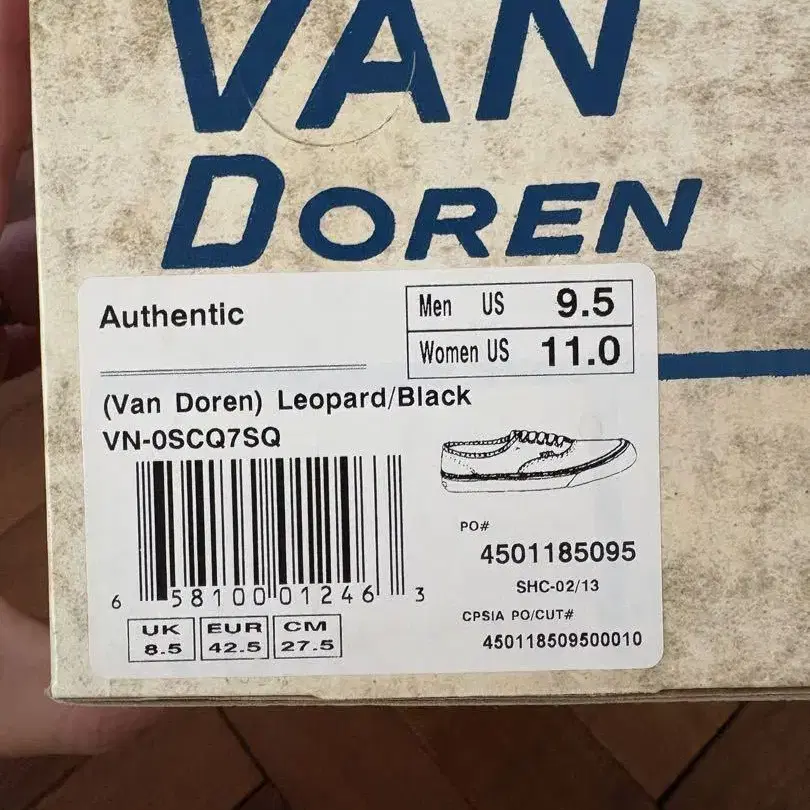 VAN
DOREN
Authentic
Men US 9.5
Women US 11.0
(Van Doren) Leopard/Black
VN-0SCQ7SQ
6 58100 01246 3
PO#
4501185095
SHC-02/13
CPSIA PO/CUT#
450118509500010
UK EUR CM
8.5 42.5 27.5